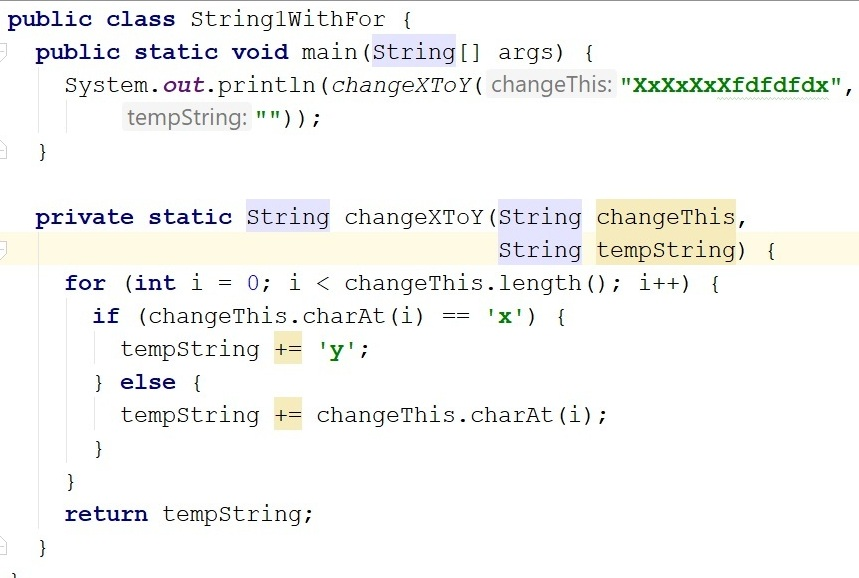 public class String1WithFor {
public static void main(String[] args) {
System.out.println(changeXToY( changeThis: "XxXxXxXfdfdfdx",
tempString: ""));
}
private static String changeXToY(String changeThis,
String tempString) {
for (int i = 0; i < changeThis.length(); i++) {
if (changeThis.charAt(i) == 'x') {
tempString += 'y';
} else {
tempString += changeThis.charAt(i);
}
}
return tempString;
}
}